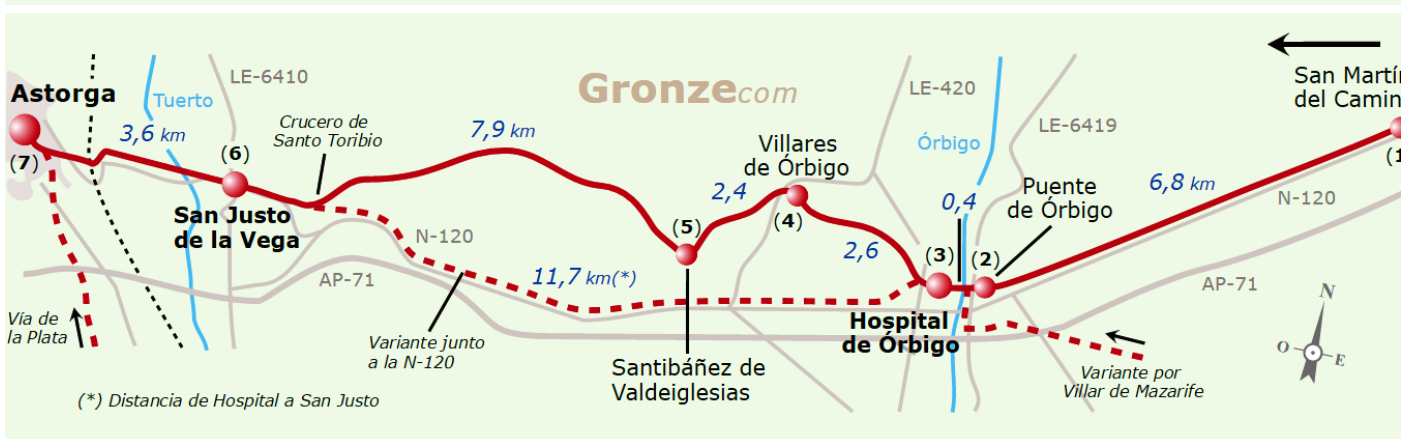 Gronze.com
Astorga
(7)
3,6 km
Tuerto
LE-6410
(6)
San Justo
de la Vega
Crucero de
Santo Toribio
7,9 km
N-120
AP-71
11,7 km(*)
Variante junto
a la N-120
Vía de
la Plata
(*) Distancia de Hospital a San Justo
(5)
Santibáñez de
Valdeiglesias
2,4
Villares
de Órbigo
(4)
2,6
LE-420
Órbigo
0,4
(3)
Hospital
de Órbigo
(2)
Puente
de Órbigo
LE-6419
6,8 km
N-120
AP-71
San Martí
del Camin
(1
Variante por
Villar de Mazarife
N
O
E